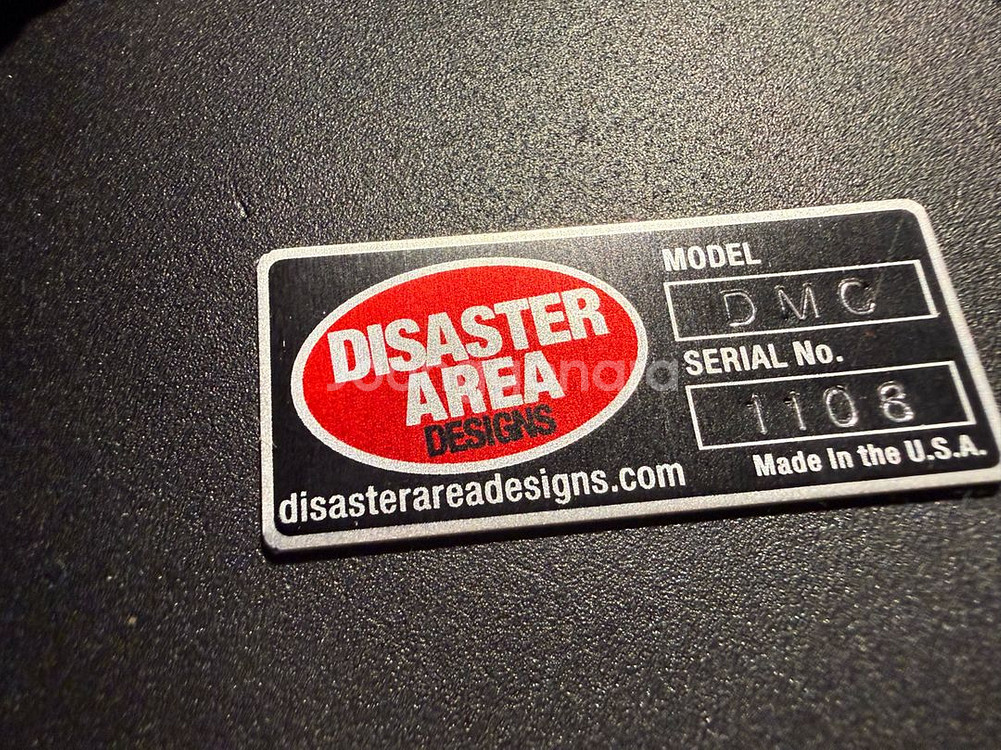 DISASTER
AREA
DESIGNS
disasterareadesigns.com
MODEL
DMC
SERIAL No.
1108
Made In the U.S.A.